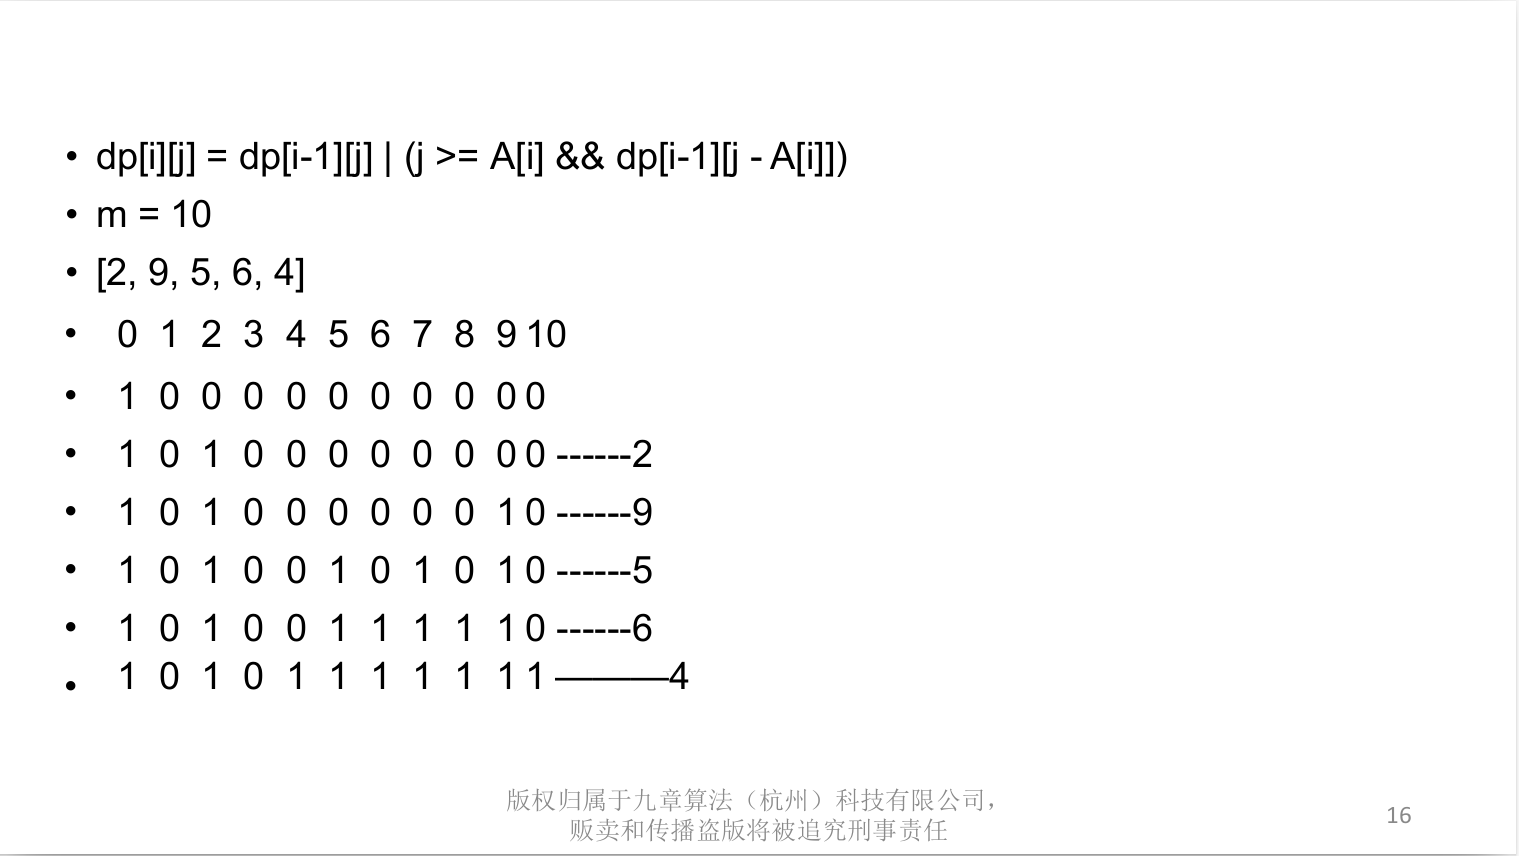 • dp[i][j] = dp[i-1][j] | (j >= A[i] && dp[i-1][j - A[i]])
• m = 10
• [2, 9, 5, 6, 4]
• 0 1 2 3 4 5 6 7 8 9 10
• 1 0 0 0 0 0 0 0 0 0 0
• 1 0 1 0 0 0 0 0 0 0 0 ------2
• 1 0 1 0 0 0 0 0 0 1 0 ------9
• 1 0 1 0 0 1 0 1 0 1 0 ------5
• 1 0 1 0 0 1 1 1 1 1 0 ------6
• 1 0 1 0 1 1 1 1 1 1 1 ———4
版权归属于九章算法（杭州）科技有限公司，
贩卖和传播盗版将被追究刑事责任
16